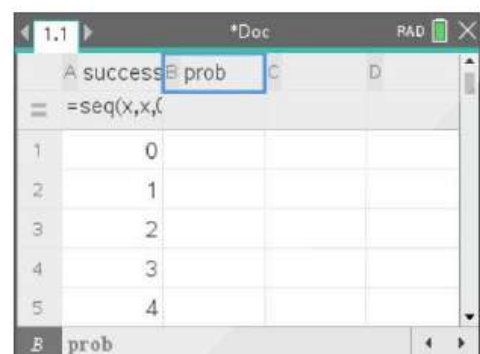 1.1 *Doc RAD
A success B prob C D
= =seq(x,x,(
1 0
2 1
3 2
4 3
5 4
B prob